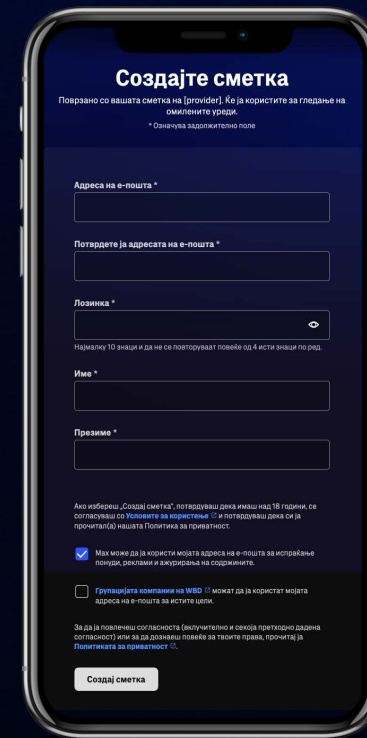 Создајте сметка
Поврзано со вашата сметка на [provider]. Ќе ја користите за гледање на
омилените уреди.
* Означува задолжително поле
Адреса на е-пошта *
Потврдете ја адресата на е-пошта *
Лозинка *
Најмалку 10 знаци и да не се повторуваат повеќе од 4 исти знаци по ред.
Име *
Презиме *
Ако избереш „Создај сметка“, потврдуваш дека имаш над 18 години, се
согласуваш со Условите за користење и потврдуваш дека си ја
прочитал(а) нашата Политика за приватност.
Max може да ја користи мојата адреса на е-пошта за испраќање
понуди, реклами и ажурирања на содржините.
Групацијата компании на WBD можат да ја користат мојата
адреса на е-пошта за истите цели.
За да ја повлечеш согласноста (вклучително и секоја претходно дадена
согласност) или за да дознаеш повеќе за твоите права, прочитај ја
Политиката за приватност.
Создај сметка